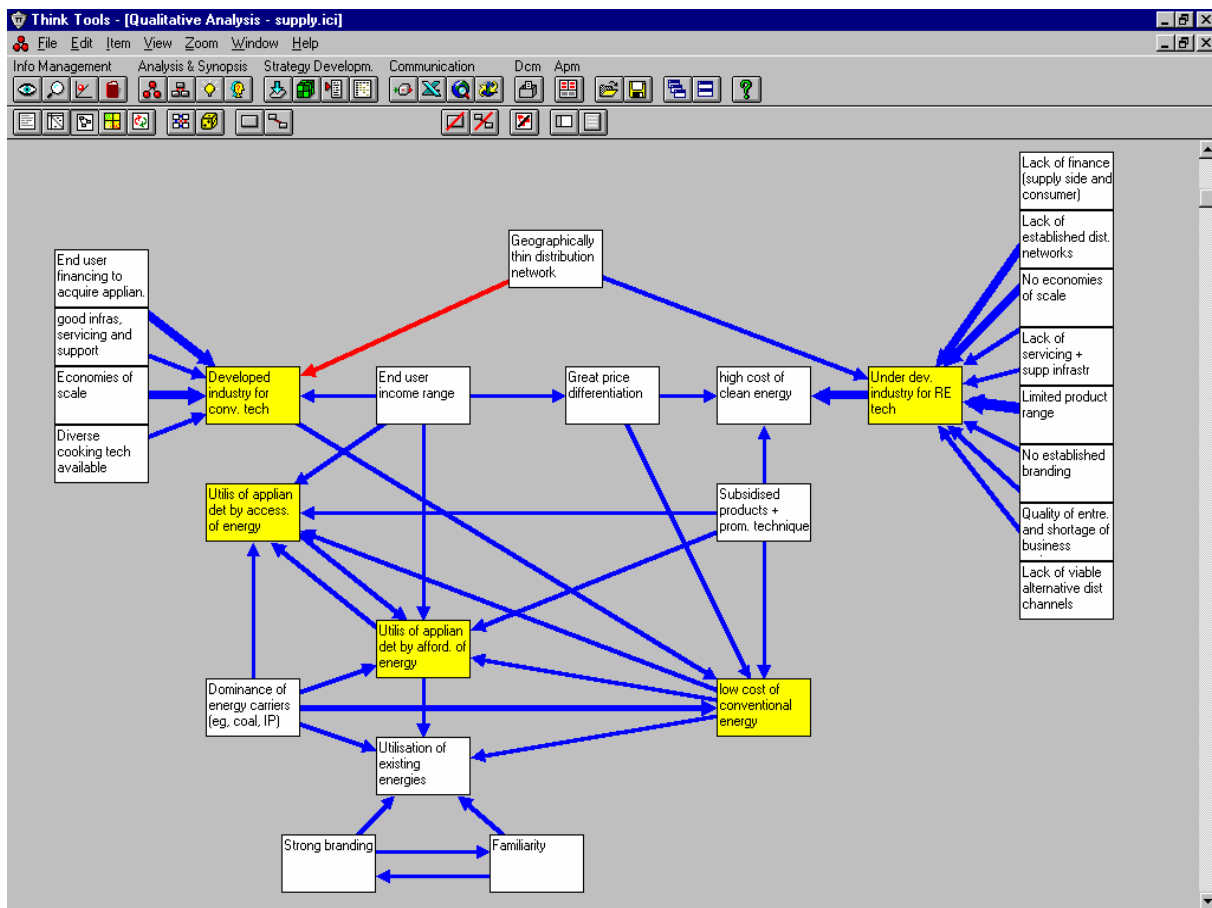 Think Tools - [Qualitative Analysis - supply.ici]
File Edit Item View Zoom Window Help
Info Management Analysis & Synopsis Strategy Developm. Communication Dcm Apm
Lack of finance
(supply side and
consumer)
Lack of
established dist.
networks
No economies
of scale
Lack of
servicing +
supp infrastr
Limited product
range
No established
branding
Quality of entre.
and shortage of
business
Lack of viable
alternative dist
channels
Geographically
thin distribution
network
End user
financing to
acquire applian.
good infras,
servicing and
support
Economies of
scale
Diverse
cooking tech
available
Developed
industry for
conv. tech
End user
income range
Great price
differentiation
high cost of
clean energy
Under dev.
industry for RE
tech
Utilis of applian
det by access.
of energy
Subsidised
products +
prom. technique
Utilis of applian
det by afford. of
energy
Dominance of
energy carriers
(eg, coal, IP)
low cost of
conventional
energy
Utilisation of
existing
energies
Strong branding
Familiarity